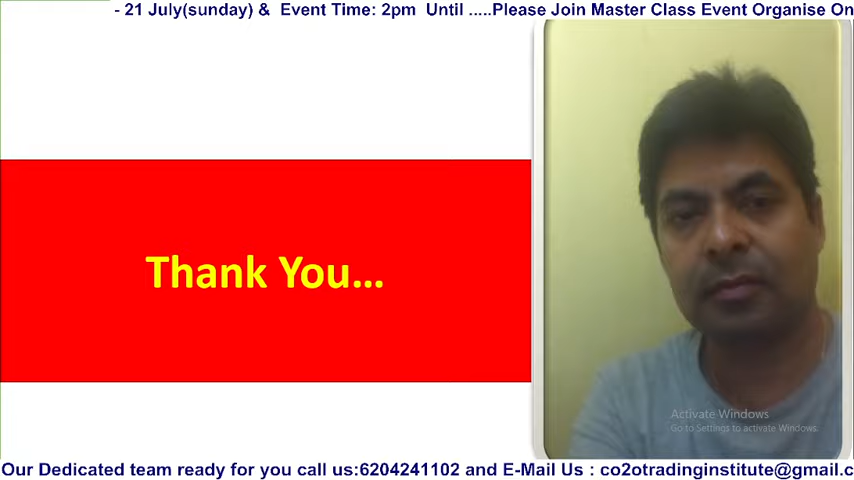 - 21 July(sunday) & Event Time: 2pm Until .....Please Join Master Class Event Organise On
Thank You...
Activate Windows
Go to Settings to activate Windows.
Our Dedicated team ready for you call us:6204241102 and E-Mail Us : co2otradinginstitute@gmail.c